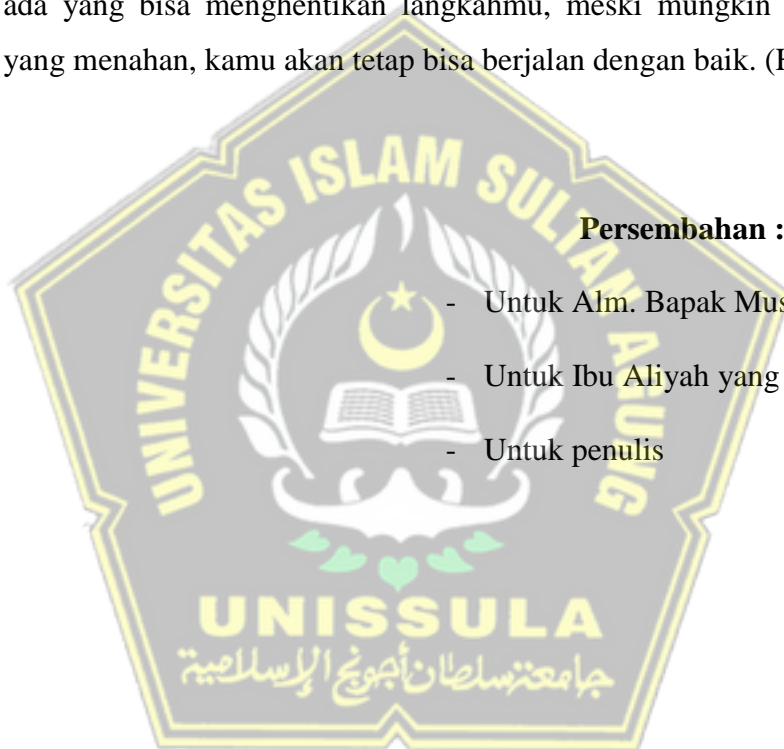 ada yang bisa menghentikan langkahmu, meski mungkin
yang menahan, kamu akan tetap bisa berjalan dengan baik.
UNIVERSITAS ISLAM SULTAN AGUNG
Persembahan :
- Untuk Alm. Bapak
- Untuk Ibu Aliyah yang
- Untuk penulis
UNISSULA
جامعة سلطان أجونج الإسلامية